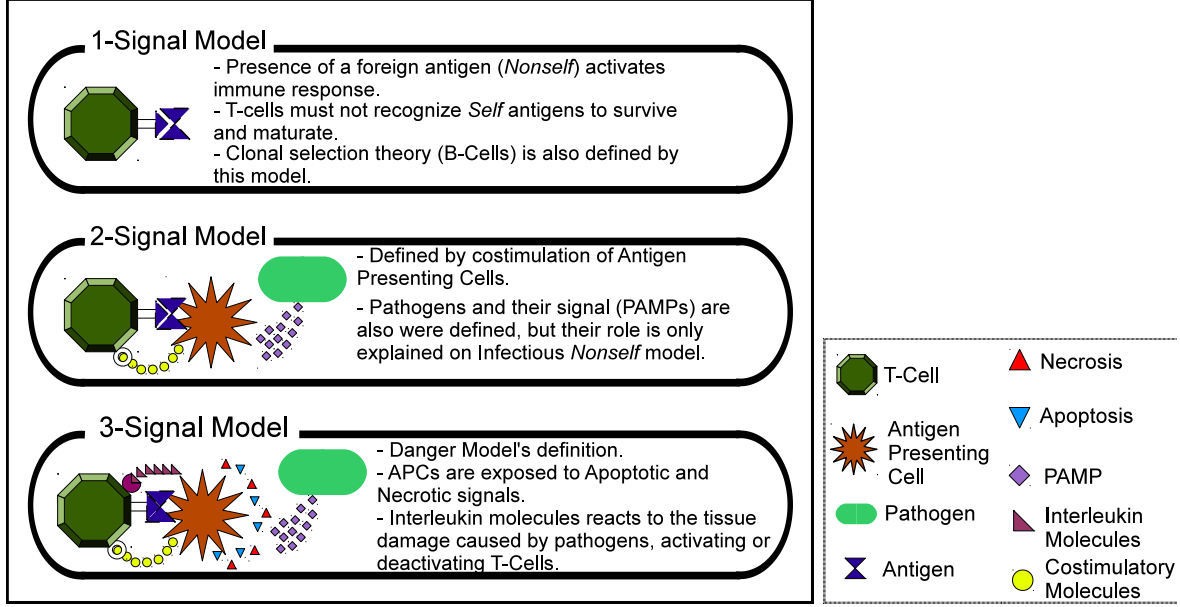 1-Signal Model
- Presence of a foreign antigen (Nonself) activates
immune response.
- T-cells must not recognize Self antigens to survive
and maturate.
- Clonal selection theory (B-Cells) is also defined by
this model.
2-Signal Model
- Defined by costimulation of Antigen
Presenting Cells.
- Pathogens and their signal (PAMPs) are
also were defined, but their role is only
explained on Infectious Nonself model.
3-Signal Model
- Danger Model's definition.
- APCs are exposed to Apoptotic and
Necrotic signals.
- Interleukin molecules reacts to the tissue
damage caused by pathogens, activating or
deactivating T-Cells.
T-Cell
Antigen
Presenting
Cell
Pathogen
Antigen
Necrosis
Apoptosis
PAMP
Interleukin
Molecules
Costimulatory
Molecules